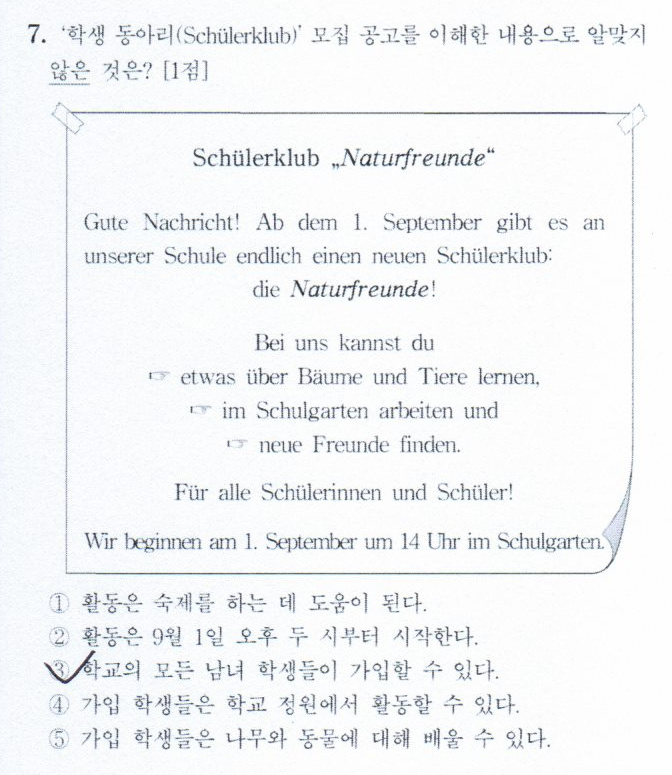 7. '학생 동아리(Schülerklub)' 모집 공고를 이해한 내용으로 알맞지
않은 것은? [1점]
Schülerklub „Naturfreunde“
Gute Nachricht! Ab dem 1. September gibt es an
unserer Schule endlich einen neuen Schülerklub:
die Naturfreunde!
Bei uns kannst du
☞ etwas über Bäume und Tiere lernen,
☞ im Schulgarten arbeiten und
☞ neue Freunde finden.
Für alle Schülerinnen und Schüler!
Wir beginnen am 1. September um 14 Uhr im Schulgarten.
① 활동은 숙제를 하는 데 도움이 된다.
② 활동은 9월 1일 오후 두 시부터 시작한다.
③ 학교의 모든 남녀 학생들이 가입할 수 있다.
④ 가입 학생들은 학교 정원에서 활동할 수 있다.
⑤ 가입 학생들은 나무와 동물에 대해 배울 수 있다.